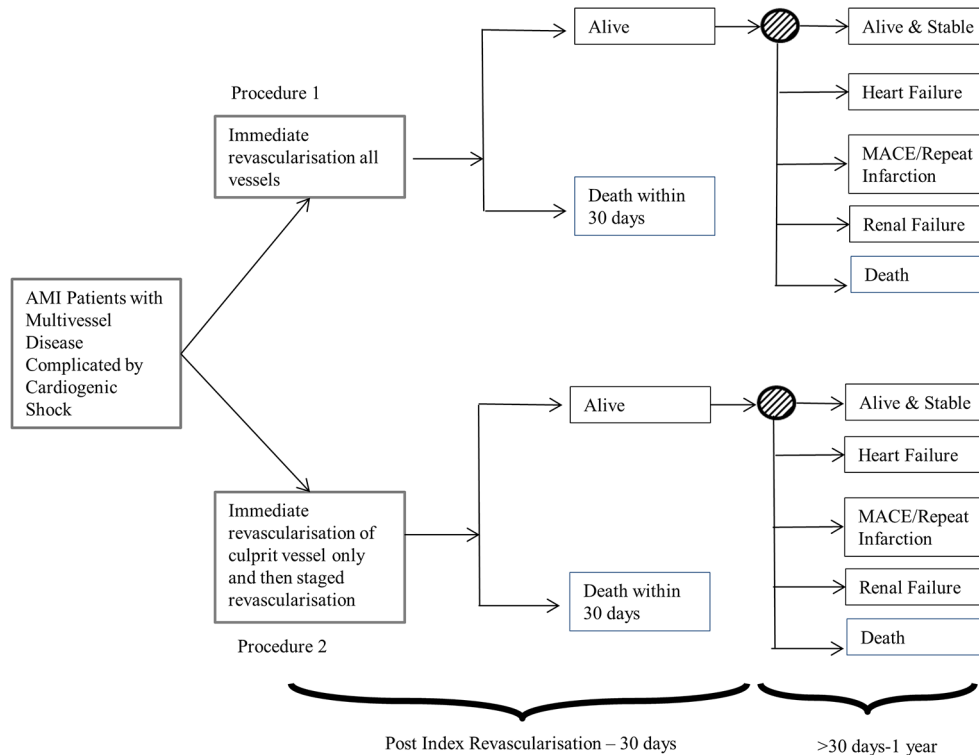 AMI Patients with
Multivessel
Disease
Complicated by
Cardiogenic
Shock
Procedure 1
Immediate
revascularisation all
vessels
Alive
Death within
30 days
Alive & Stable
Heart Failure
MACE/Repeat
Infarction
Renal Failure
Death
Immediate
revascularisation of
culprit vessel only
and then staged
revascularisation
Procedure 2
Alive
Death within
30 days
Alive & Stable
Heart Failure
MACE/Repeat
Infarction
Renal Failure
Death
Post Index Revascularisation – 30 days
>30 days-1 year